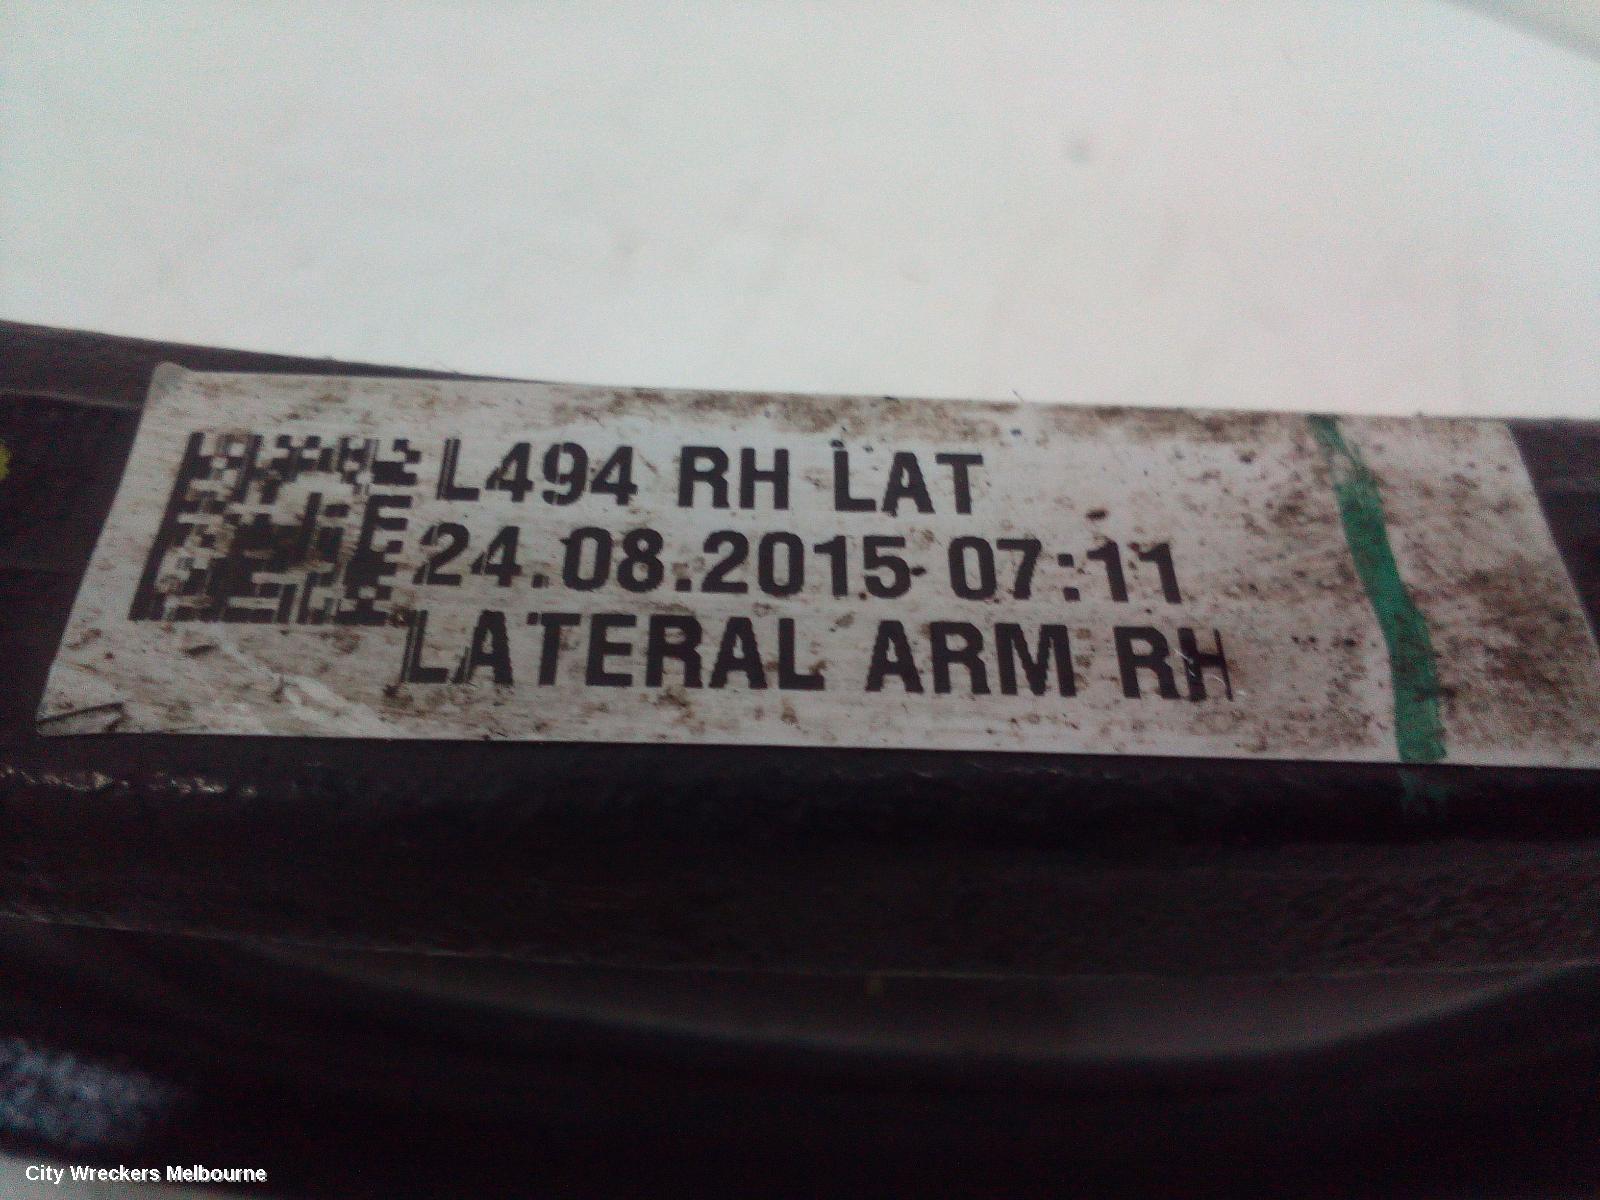 L494 RH LAT
24.08.2015 07:11
LATERAL ARM RH
City Wreckers Melbourne